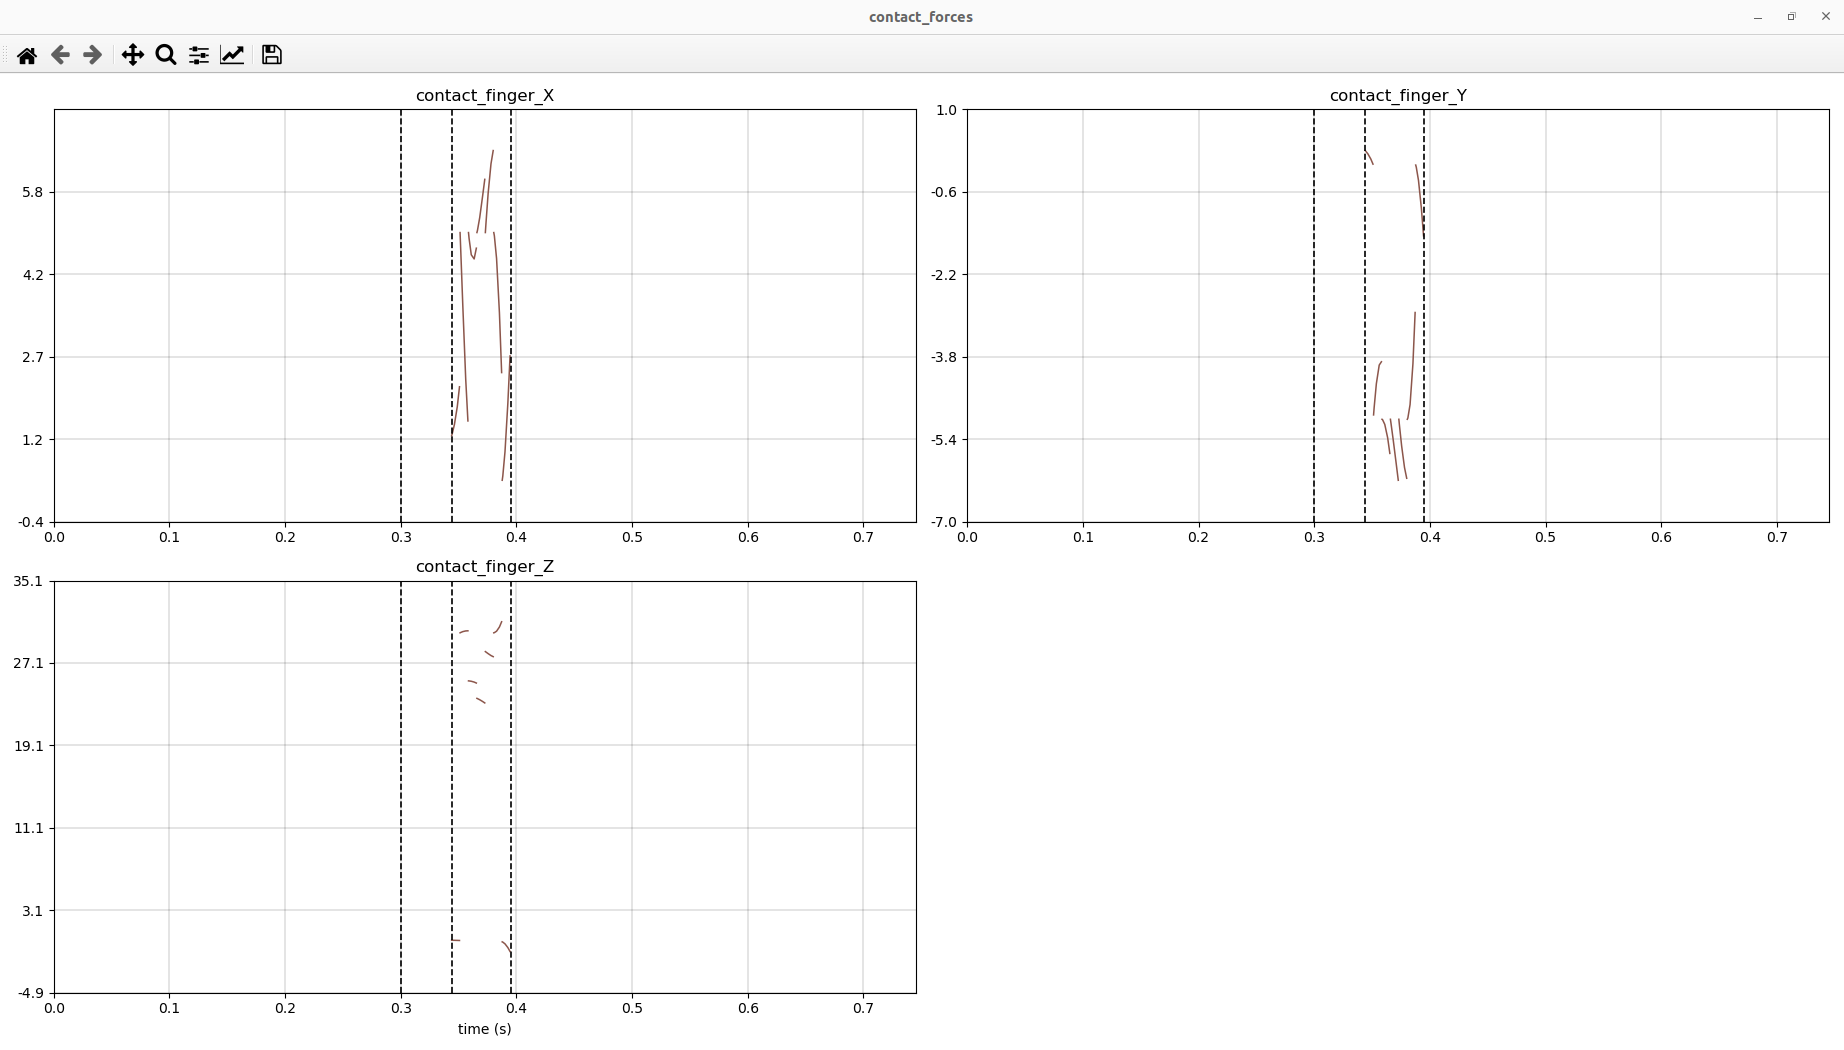 contact_forces
contact_finger_X
5.8
4.2
2.7
1.2
-0.4
0.0 0.1 0.2 0.3 0.4 0.5 0.6 0.7
contact_finger_Y
1.0
-0.6
-2.2
-3.8
-5.4
-7.0
0.0 0.1 0.2 0.3 0.4 0.5 0.6 0.7
contact_finger_Z
35.1
27.1
19.1
11.1
3.1
-4.9
0.0 0.1 0.2 0.3 0.4 0.5 0.6 0.7
time (s)